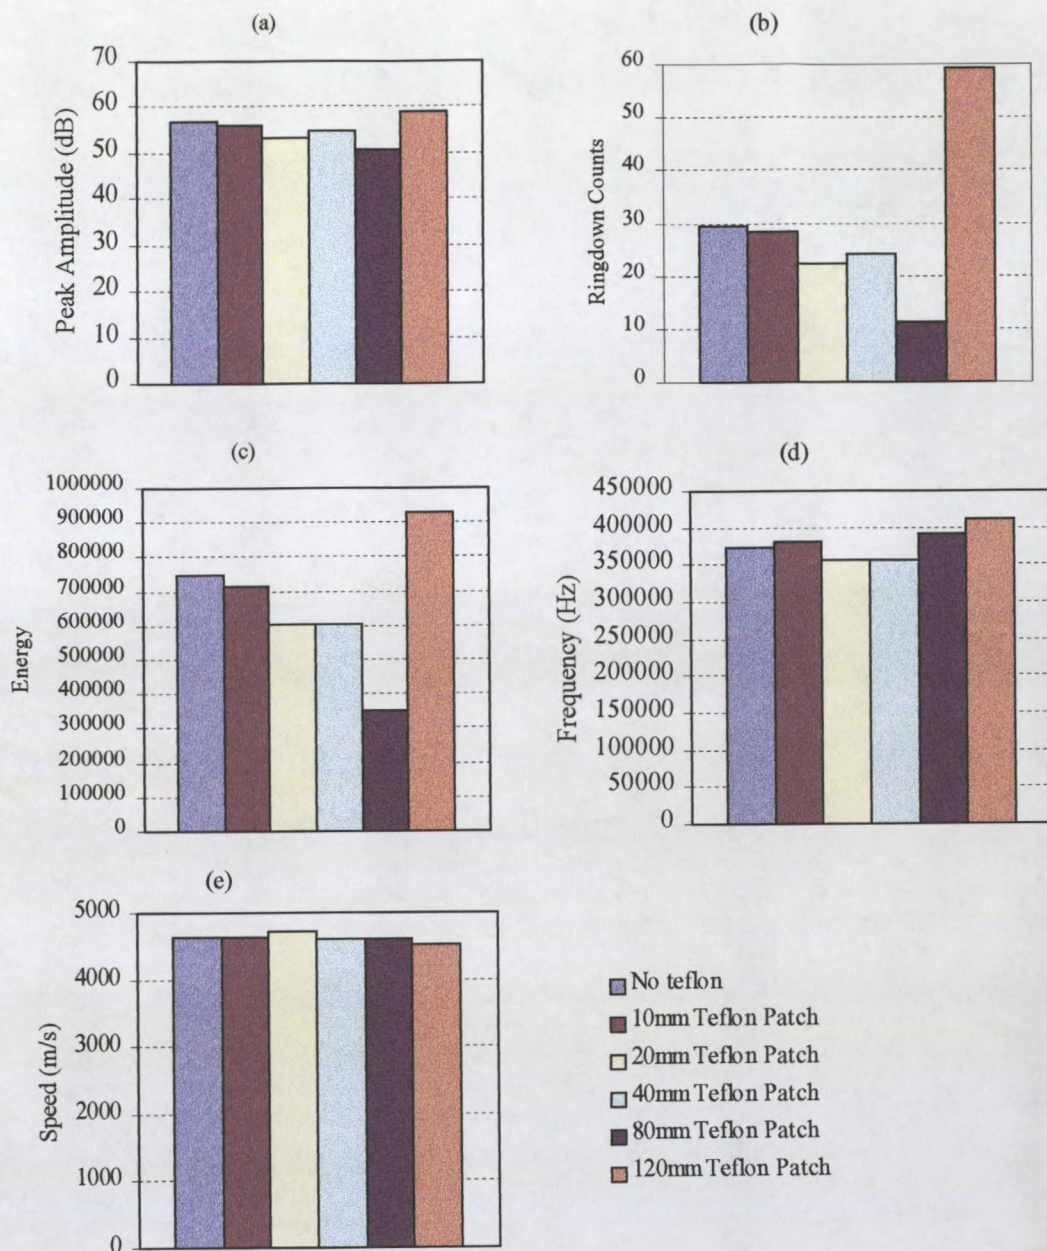 (a)
Peak Amplitude (dB)
70
60
50
40
30
20
10
0
(b)
Ringdown Counts
60
50
40
30
20
10
0
(c)
Energy
1000000
900000
800000
700000
600000
500000
400000
300000
200000
100000
0
(d)
Frequency (Hz)
450000
400000
350000
300000
250000
200000
150000
100000
50000
0
(e)
Speed (m/s)
5000
4000
3000
2000
1000
0
No teflon
10mm Teflon Patch
20mm Teflon Patch
40mm Teflon Patch
80mm Teflon Patch
120mm Teflon Patch